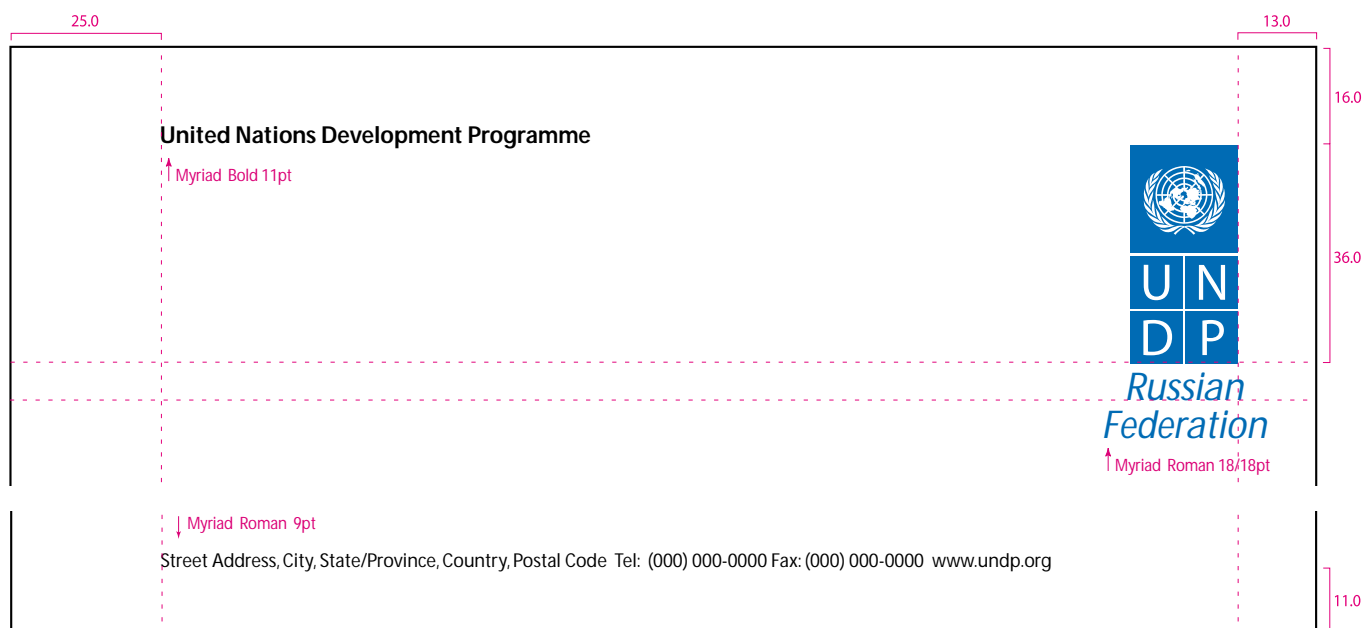 25.0
13.0
16.0
United Nations Development Programme
Myriad Bold 11pt
36.0
U N
D P
Russian
Federation
Myriad Roman 18/18pt
Myriad Roman 9pt
Street Address, City, State/Province, Country, Postal Code Tel: (000) 000-0000 Fax: (000) 000-0000 www.undp.org
11.0